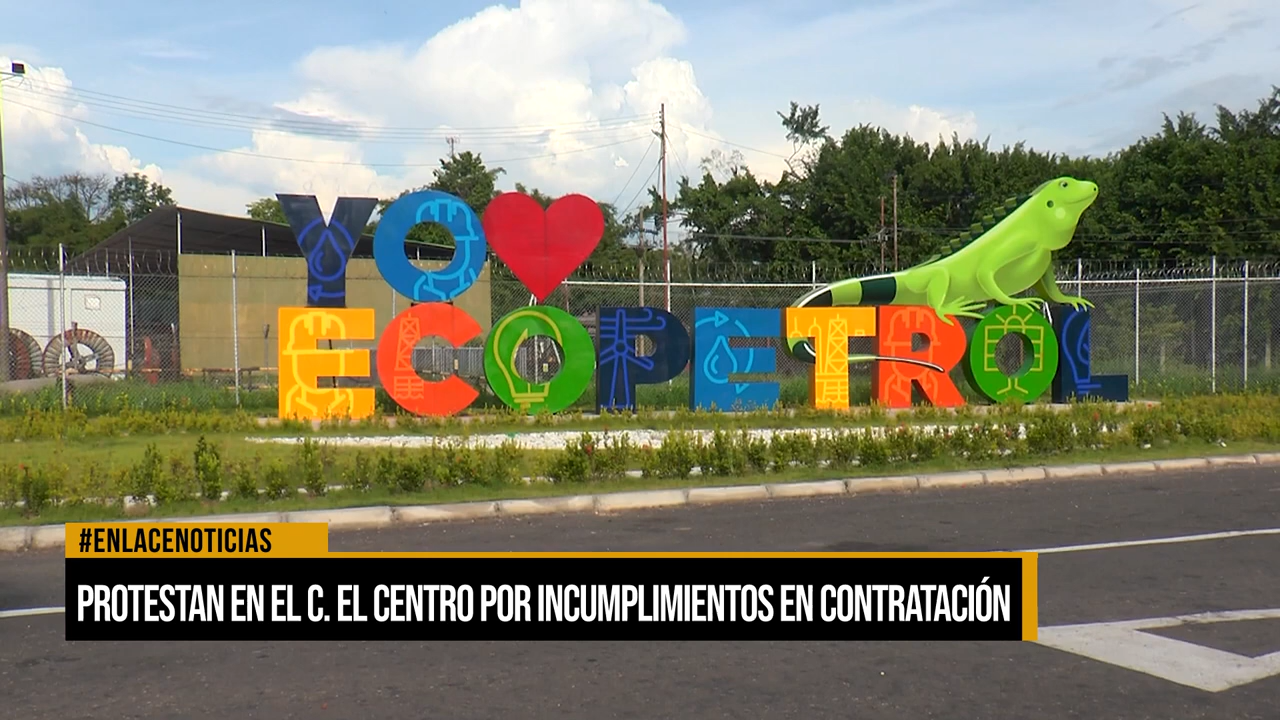 YO
ECOPETROL
#ENLACENOTICIAS
PROTESTAN EN EL C. EL CENTRO POR INCUMPLIMIENTOS EN CONTRATACIÓN